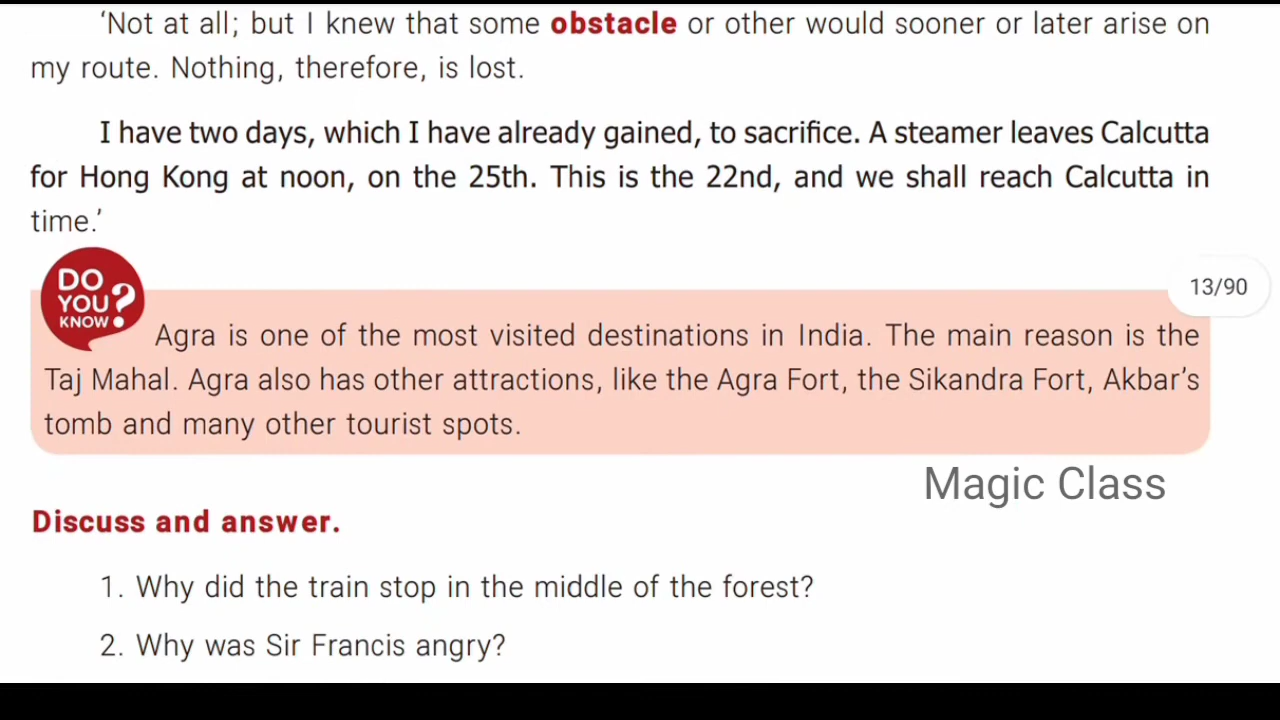 ‘Not at all; but I knew that some obstacle or other would sooner or later arise on
my route. Nothing, therefore, is lost.
I have two days, which I have already gained, to sacrifice. A steamer leaves Calcutta
for Hong Kong at noon, on the 25th. This is the 22nd, and we shall reach Calcutta in
time.’
DO
YOU
KNOW?
13/90
Agra is one of the most visited destinations in India. The main reason is the
Taj Mahal. Agra also has other attractions, like the Agra Fort, the Sikandra Fort, Akbar’s
tomb and many other tourist spots.
Magic Class
Discuss and answer.
1. Why did the train stop in the middle of the forest?
2. Why was Sir Francis angry?